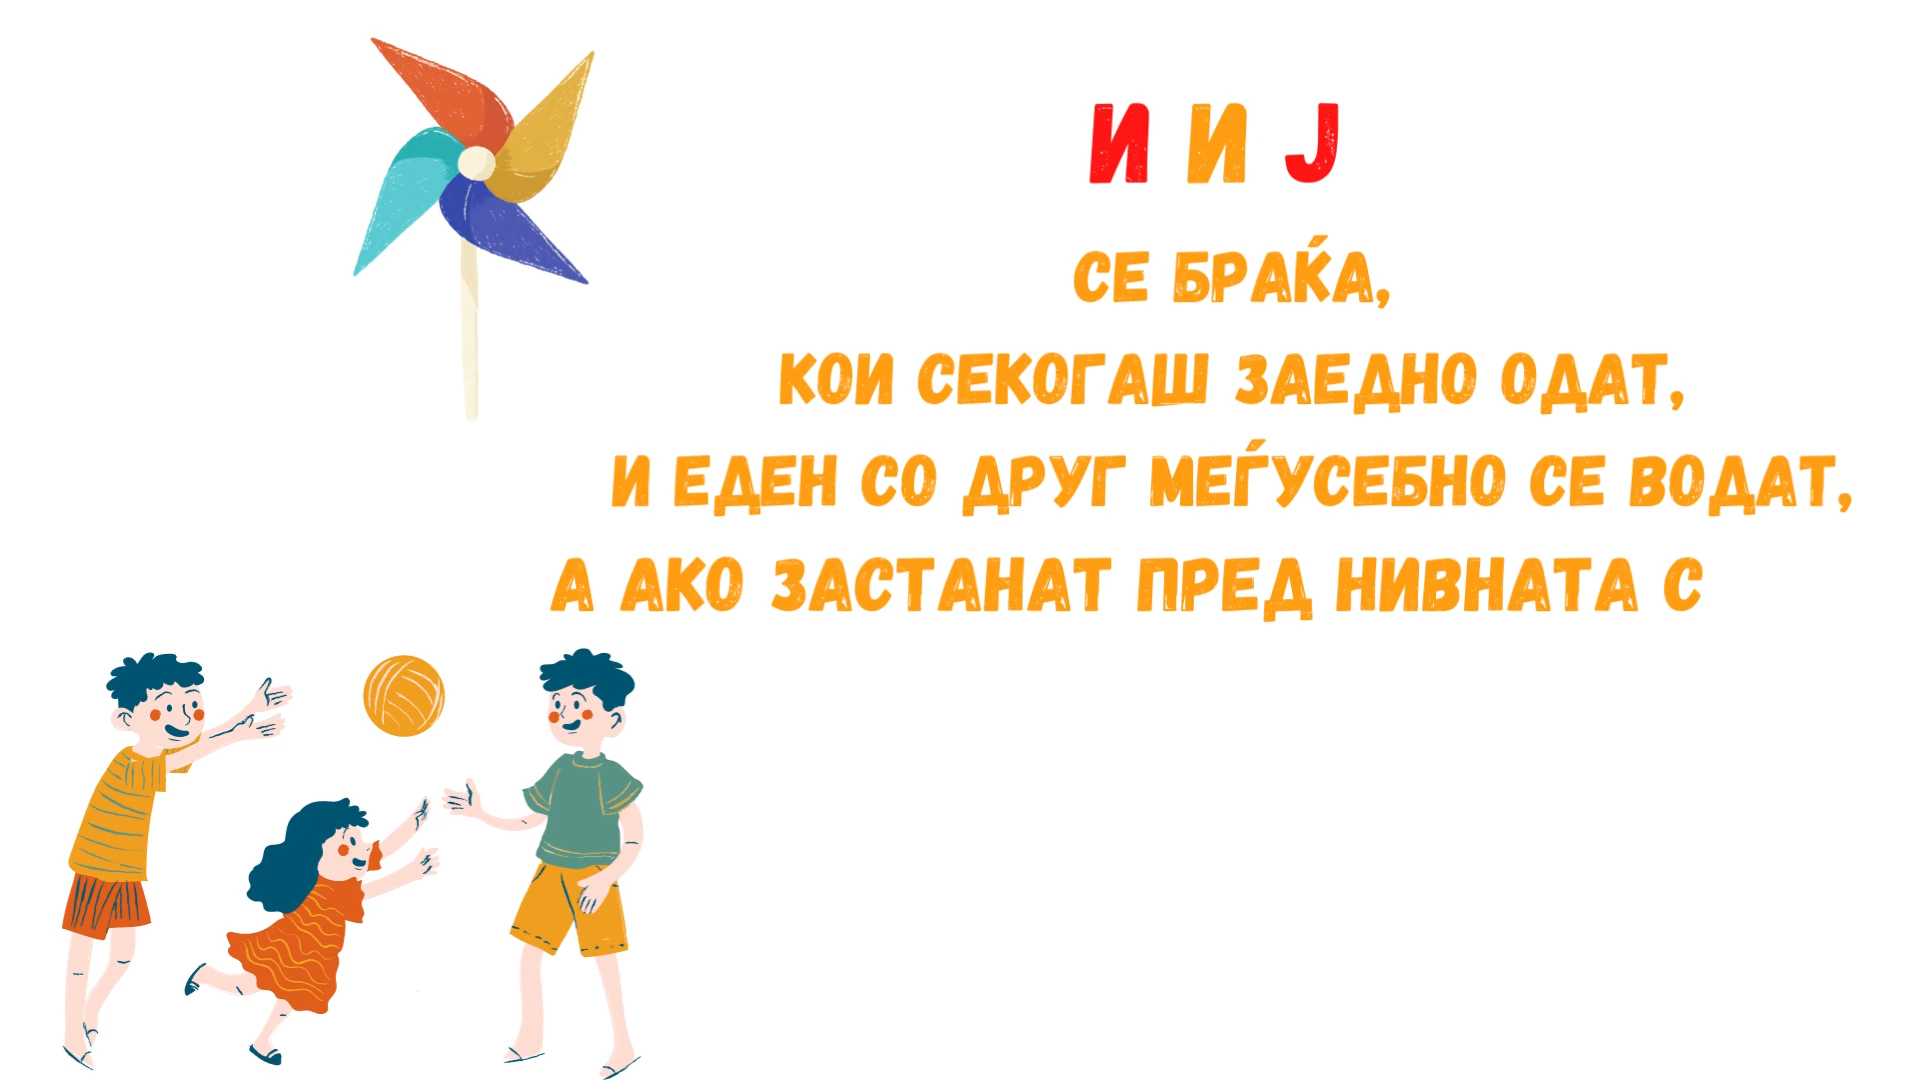 И И Ј
СЕ БРАЌА,
КОИ СЕКОГАШ ЗАЕДНО ОДАТ,
И ЕДЕН СО ДРУГ МЕЃУСЕБНО СЕ ВОДАТ,
А АКО ЗАСТАНАТ ПРЕД НИВНАТА С